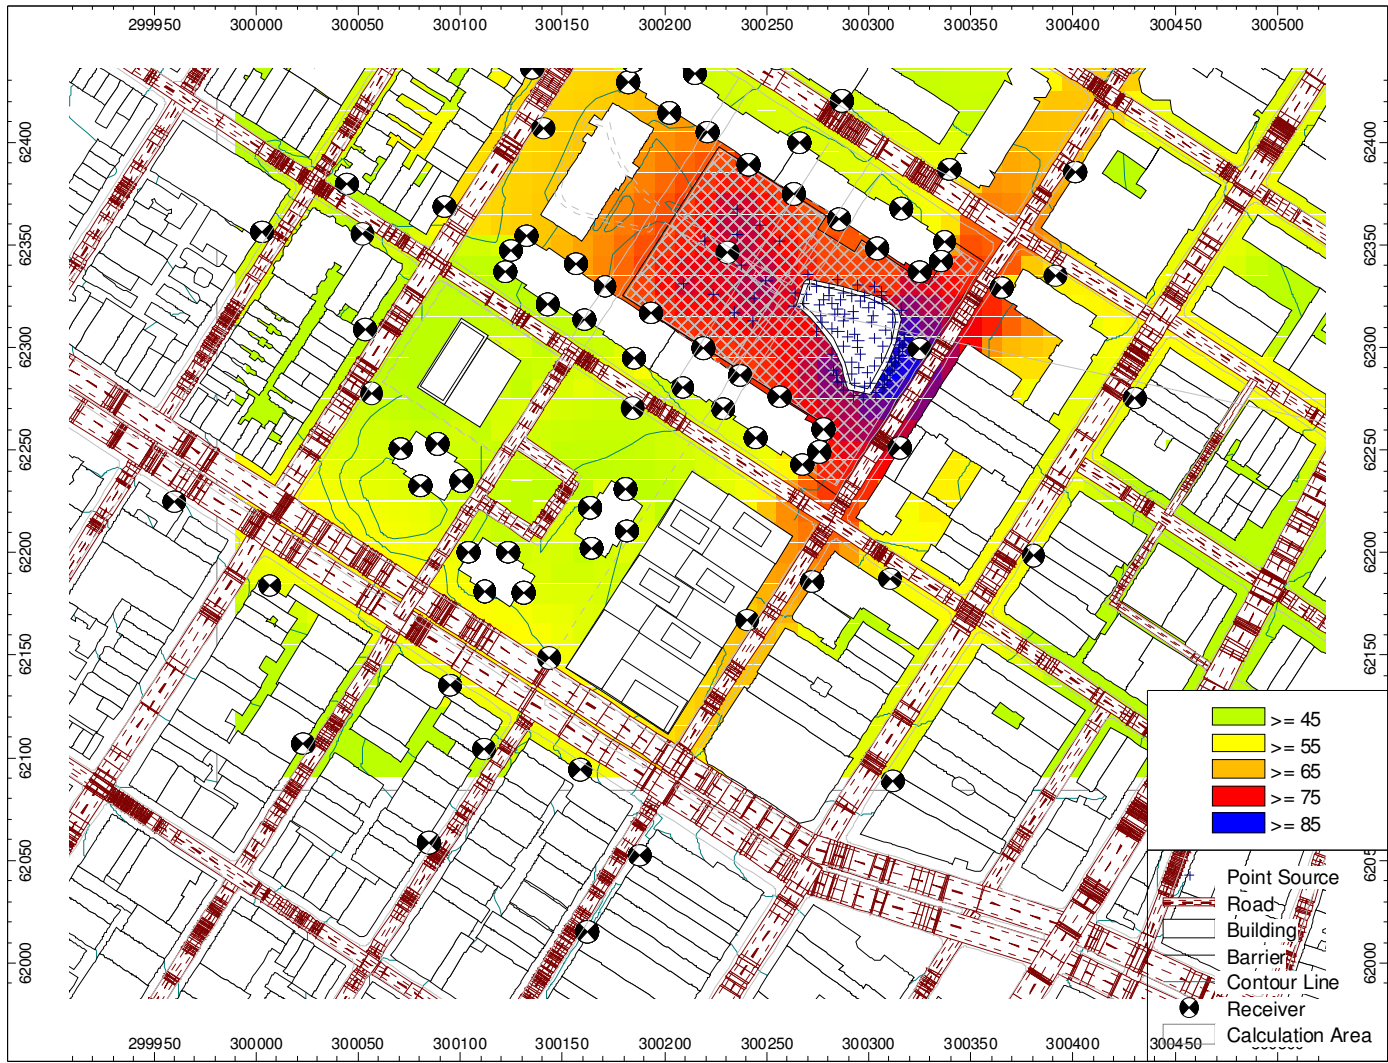 299950 300000 300050 300100 300150 300200 300250 300300 300350 300400 300450 300500
62400 62400
62350 62350
62300 62300
62250 62250
62200 62200
62150 62150
62100
62050
62000 62000
>= 45
>= 55
>= 65
>= 75
>= 85
Point Source
Road
Building
Barrier
Contour Line
Receiver
Calculation Area
299950 300000 300050 300100 300150 300200 300250 300300 300350 300400 300450